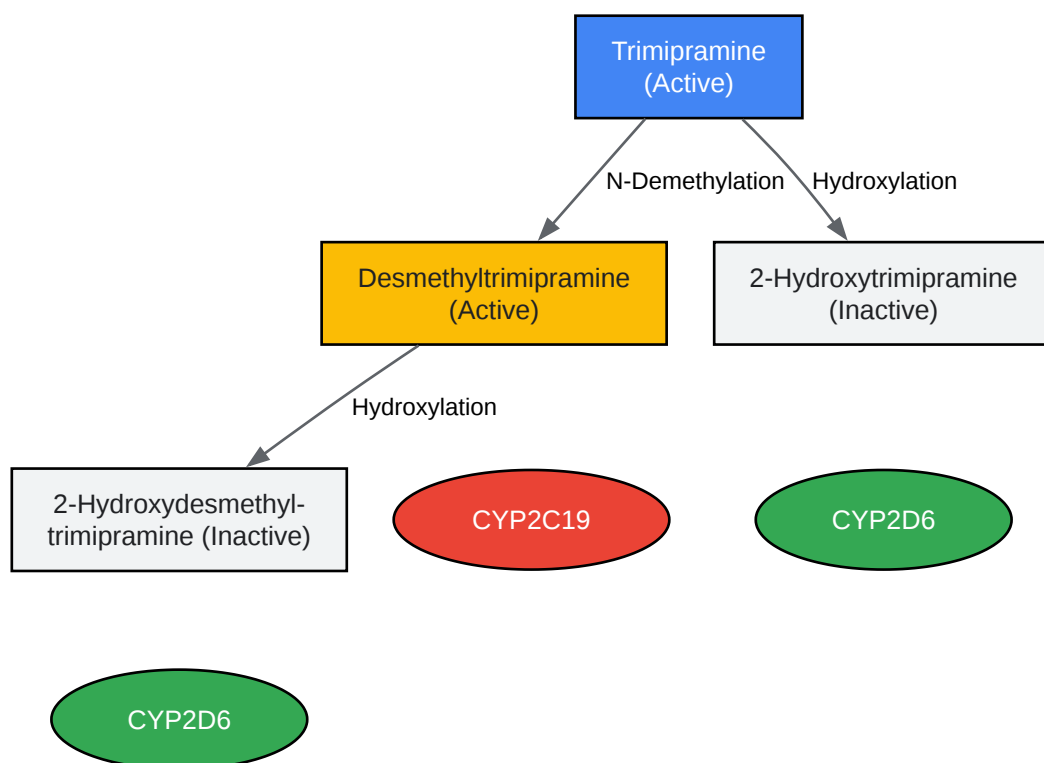 Trimipramine
(Active)
N-Demethylation
Hydroxylation
Desmethyltrimipramine
(Active)
2-Hydroxytrimipramine
(Inactive)
Hydroxylation
2-Hydroxydesmethyl-
trimipramine (Inactive)
CYP2C19
CYP2D6
CYP2D6